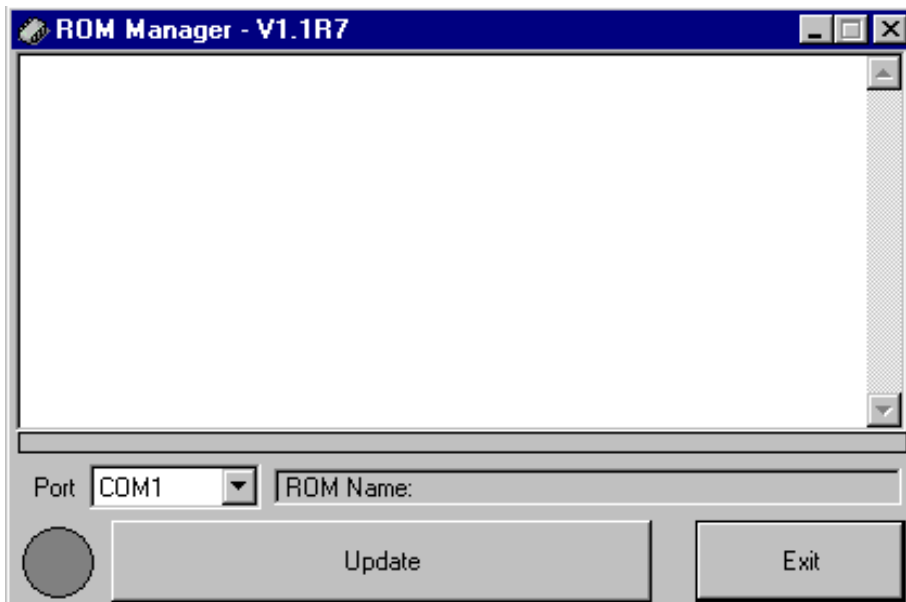 ROM Manager - V1.1R7
Port COM1 ROM Name:
Update Exit